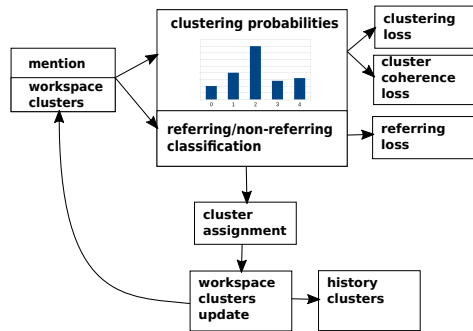 clustering probabilities
0 1 2 3 4
referring/non-referring
classification
mention
workspace
clusters
clustering
loss
cluster
coherence
loss
referring
loss
cluster
assignment
workspace
clusters
update
history
clusters